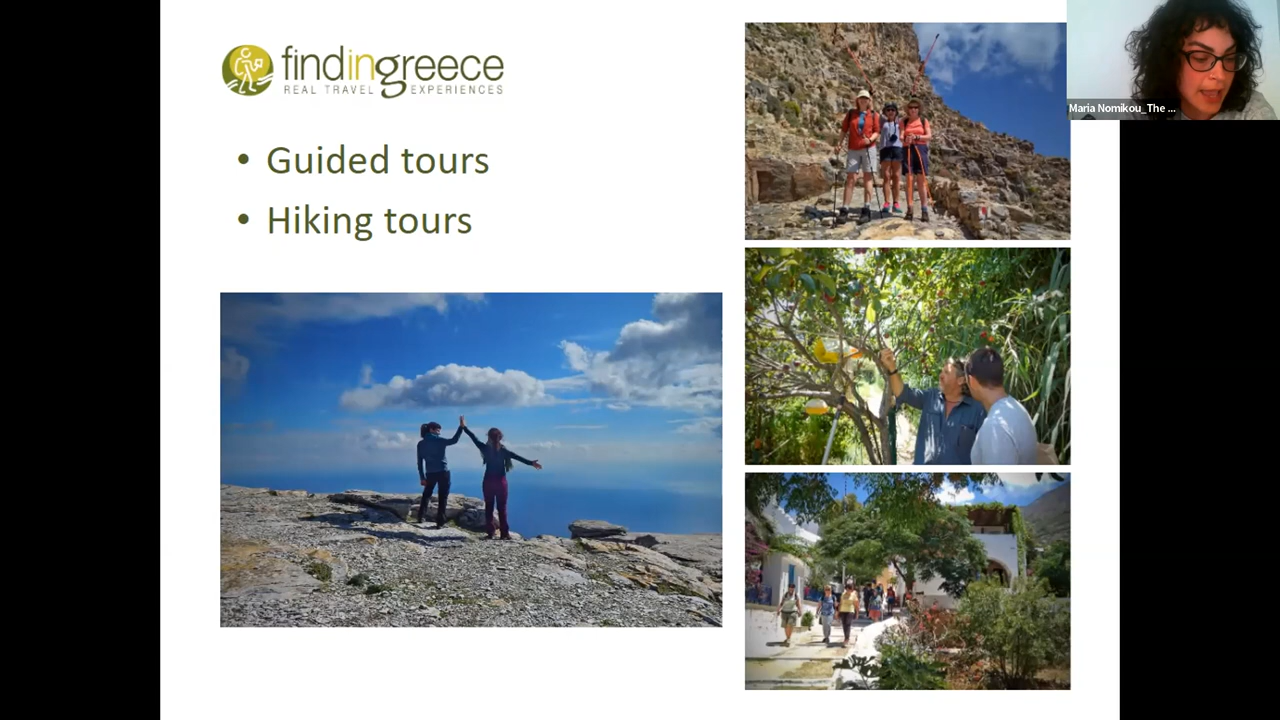 findingreece
REAL TRAVEL EXPERIENCES
• Guided tours
• Hiking tours
Maria Nomikou_The ...